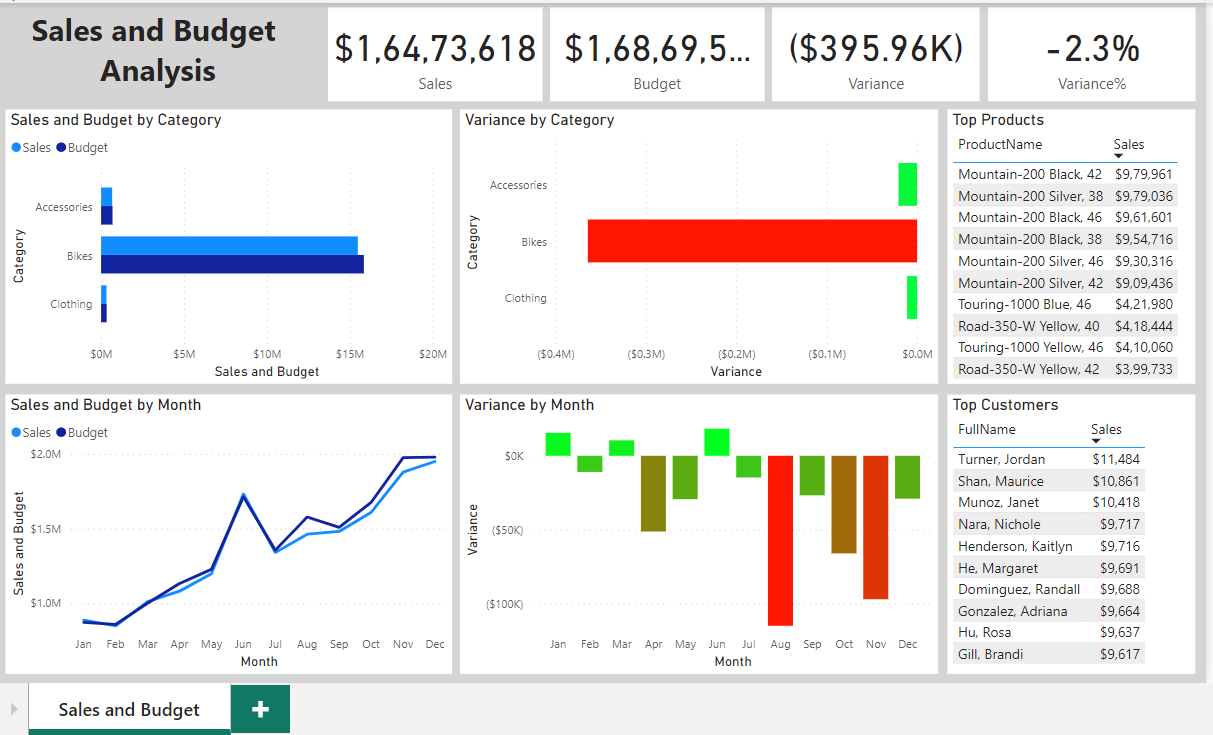 Sales and Budget
Analysis
$1,64,73,618
Sales
$1,68,69,5...
Budget
($395.96K)
Variance
-2.3%
Variance%
Sales and Budget by Category
Sales Budget
Category
Accessories
Bikes
Clothing
$0M $5M $10M $15M $20M
Sales and Budget
Variance by Category
Category
Accessories
Bikes
Clothing
($0.4M) ($0.3M) ($0.2M) ($0.1M) $0.0M
Variance
Top Products
ProductName Sales
Mountain-200 Black, 42 $9,79,961
Mountain-200 Silver, 38 $9,79,036
Mountain-200 Black, 46 $9,61,601
Mountain-200 Black, 38 $9,54,716
Mountain-200 Silver, 46 $9,30,316
Mountain-200 Silver, 42 $9,09,436
Touring-1000 Blue, 46 $4,21,980
Road-350-W Yellow, 40 $4,18,444
Touring-1000 Yellow, 46 $4,10,060
Road-350-W Yellow, 42 $3,99,733
Sales and Budget by Month
Sales Budget
Sales and Budget
$2.0M
$1.5M
$1.0M
Jan Feb Mar Apr May Jun Jul Aug Sep Oct Nov Dec
Month
Variance by Month
Variance
$0K
($50K)
($100K)
Jan Feb Mar Apr May Jun Jul Aug Sep Oct Nov Dec
Month
Top Customers
FullName Sales
Turner, Jordan $11,484
Shan, Maurice $10,861
Munoz, Janet $10,418
Nara, Nichole $9,717
Henderson, Kaitlyn $9,716
He, Margaret $9,691
Dominguez, Randall $9,688
Gonzalez, Adriana $9,664
Hu, Rosa $9,637
Gill, Brandi $9,617
Sales and Budget